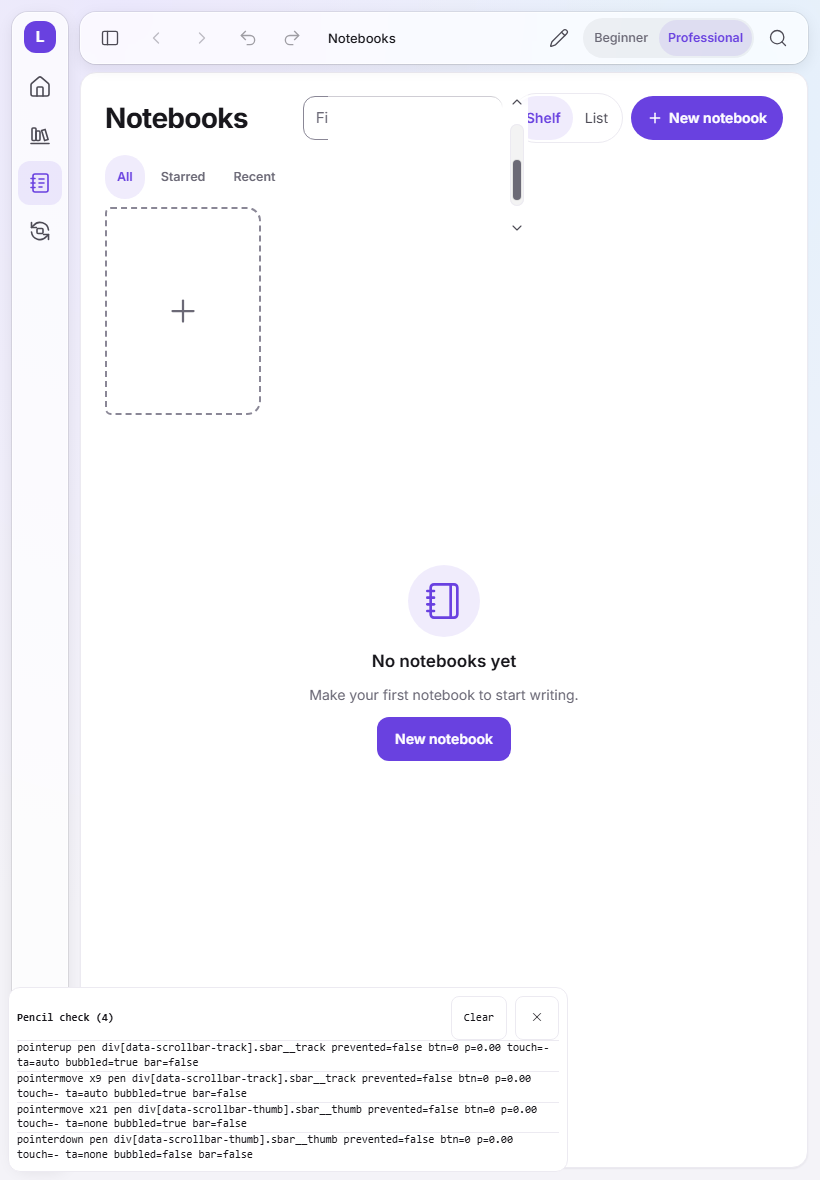 L
Notebooks
Beginner
Professional
Notebooks
Fi
Shelf
List
New notebook
All
Starred
Recent
No notebooks yet
Make your first notebook to start writing.
New notebook
Pencil check (4)
Clear
pointerup pen div[data-scrollbar-track].sbar__track prevented=false btn=0 p=0.00 touch=-
ta=auto bubbled=true bar=false
pointermove x9 pen div[data-scrollbar-track].sbar__track prevented=false btn=0 p=0.00
touch=- ta=auto bubbled=true bar=false
pointermove x21 pen div[data-scrollbar-thumb].sbar__thumb prevented=false btn=0 p=0.00
touch=- ta=none bubbled=true bar=false
pointerdown pen div[data-scrollbar-thumb].sbar__thumb prevented=false btn=0 p=0.00
touch=- ta=none bubbled=false bar=false